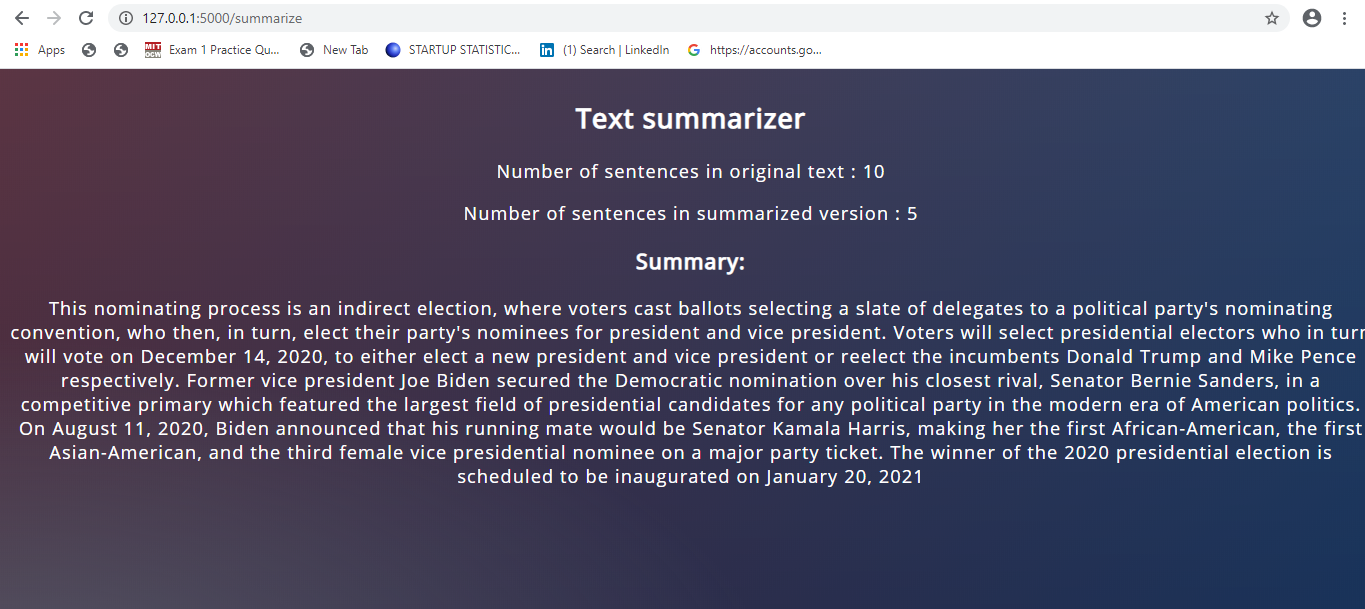 127.0.0.1:5000/summarize
Apps
MIT OCW Exam 1 Practice Qu...
New Tab
STARTUP STATISTIC...
in (1) Search | LinkedIn
G https://accounts.go...
Text summarizer
Number of sentences in original text : 10
Number of sentences in summarized version : 5
Summary:
This nominating process is an indirect election, where voters cast ballots selecting a slate of delegates to a political party's nominating
convention, who then, in turn, elect their party's nominees for president and vice president. Voters will select presidential electors who in turn
will vote on December 14, 2020, to either elect a new president and vice president or reelect the incumbents Donald Trump and Mike Pence
respectively. Former vice president Joe Biden secured the Democratic nomination over his closest rival, Senator Bernie Sanders, in a
competitive primary which featured the largest field of presidential candidates for any political party in the modern era of American politics.
On August 11, 2020, Biden announced that his running mate would be Senator Kamala Harris, making her the first African-American, the first
Asian-American, and the third female vice presidential nominee on a major party ticket. The winner of the 2020 presidential election is
scheduled to be inaugurated on January 20, 2021